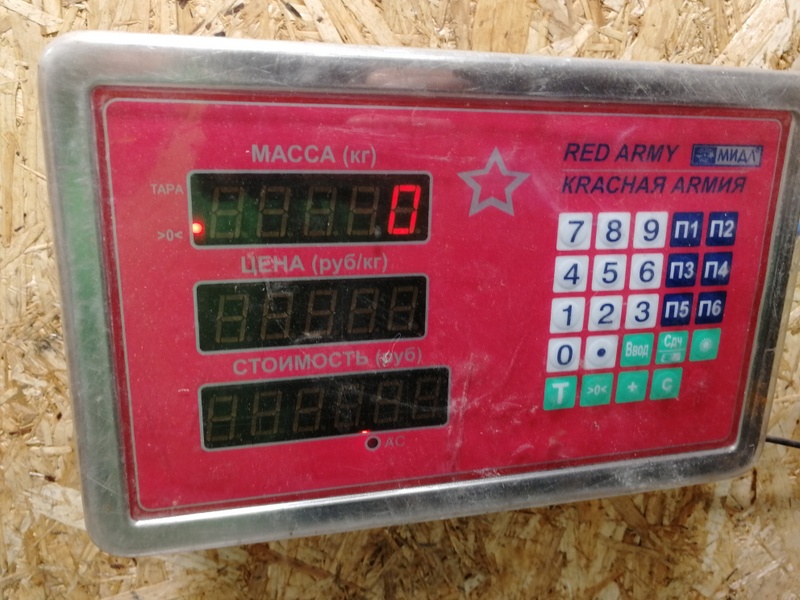 МАССА (кг)
ТАРА
>0<
0
ЦЕНА (руб/кг)
СТОИМОСТЬ (руб)
AC
RED ARMY МИДЛ
КRАСНАЯ АRМИЯ
7 8 9 П1 П2
4 5 6 П3 П4
1 2 3 П5 П6
0 • Ввод Сдч
T >0< + C